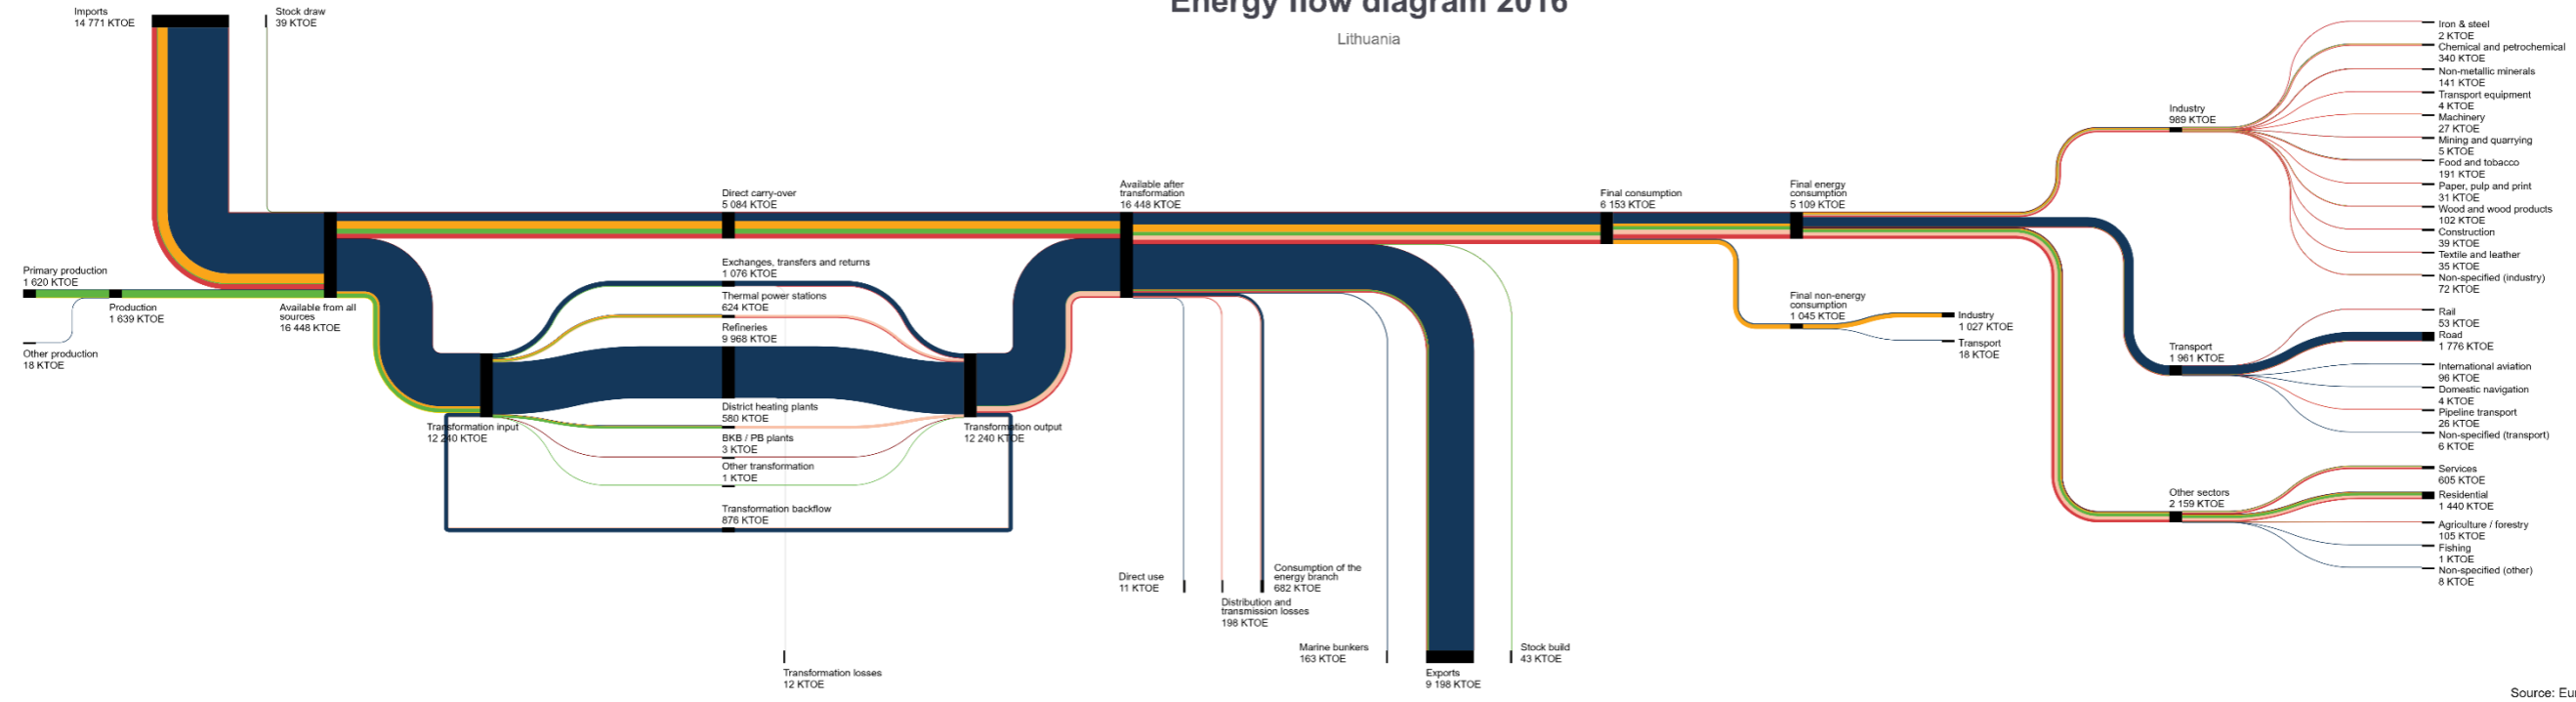 Energy flow diagram 2016
Lithuania
Imports
14 771 KTOE
Stock draw
39 KTOE
Primary production
1 620 KTOE
Production
1 639 KTOE
Other production
18 KTOE
Available from all
sources
16 448 KTOE
Direct carry-over
5 084 KTOE
Exchanges, transfers and returns
1 076 KTOE
Thermal power stations
624 KTOE
Refineries
9 968 KTOE
District heating plants
580 KTOE
BKB / PB plants
3 KTOE
Other transformation
1 KTOE
Transformation backflow
876 KTOE
Transformation input
12 240 KTOE
Transformation output
12 240 KTOE
Transformation losses
12 KTOE
Available after
transformation
16 448 KTOE
Direct use
11 KTOE
Distribution and
transmission losses
198 KTOE
Consumption of the
energy branch
682 KTOE
Marine bunkers
163 KTOE
Exports
9 198 KTOE
Stock build
43 KTOE
Final consumption
6 153 KTOE
Final energy
consumption
5 109 KTOE
Final non-energy
consumption
1 045 KTOE
Industry
1 027 KTOE
Transport
18 KTOE
Industry
989 KTOE
Iron & steel
2 KTOE
Chemical and petrochemical
340 KTOE
Non-metallic minerals
141 KTOE
Transport equipment
4 KTOE
Machinery
27 KTOE
Mining and quarrying
5 KTOE
Food and tobacco
191 KTOE
Paper, pulp and print
31 KTOE
Wood and wood products
102 KTOE
Construction
39 KTOE
Textile and leather
35 KTOE
Non-specified (industry)
72 KTOE
Transport
1 961 KTOE
Rail
53 KTOE
Road
1 776 KTOE
International aviation
96 KTOE
Domestic navigation
4 KTOE
Pipeline transport
26 KTOE
Non-specified (transport)
6 KTOE
Other sectors
2 159 KTOE
Services
605 KTOE
Residential
1 440 KTOE
Agriculture / forestry
105 KTOE
Fishing
1 KTOE
Non-specified (other)
8 KTOE
Source: